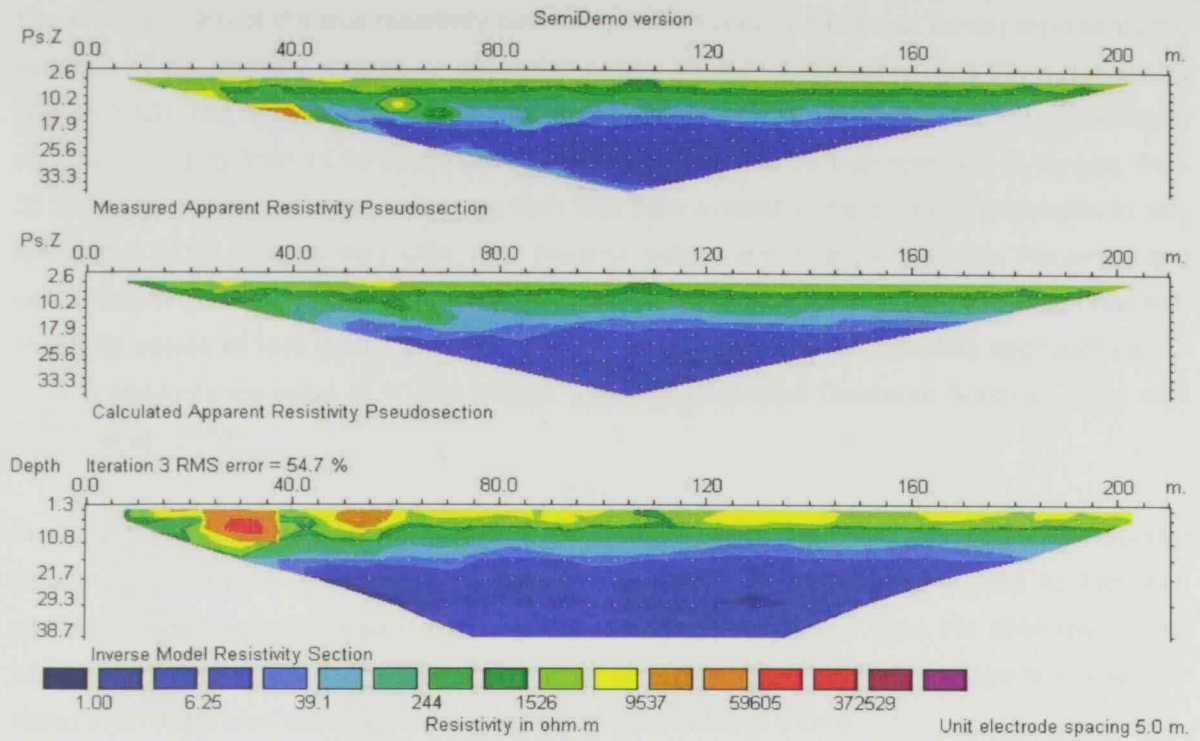 SemiDemo version
Ps.Z 0.0 40.0 80.0 120 160 200 m.
2.6
10.2
17.9
25.6
33.3
Measured Apparent Resistivity Pseudosection
Ps.Z 0.0 40.0 80.0 120 160 200 m.
2.6
10.2
17.9
25.6
33.3
Calculated Apparent Resistivity Pseudosection
Depth Iteration 3 RMS error = 54.7 %
0.0 40.0 80.0 120 160 200 m.
1.3
10.8
21.7
29.3
38.7
Inverse Model Resistivity Section
1.00 6.25 39.1 244 1526 9537 59605 372529
Resistivity in ohm.m Unit electrode spacing 5.0 m.